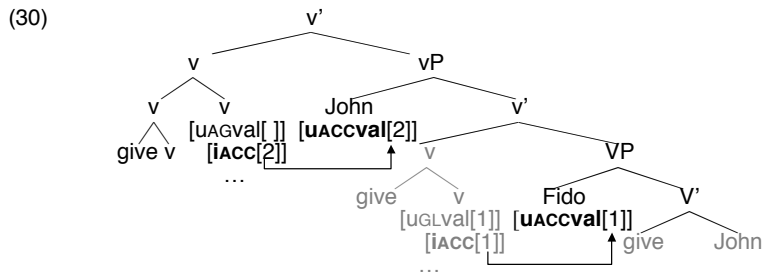 (30)
v'
v vP
v v John v'
[uAGval[ ]] [uACCval[2]]
give v [iACC[2]] v VP
…
give v Fido V'
[uGLval[1]] [uACCval[1]] give John
[iACC[1]]
…